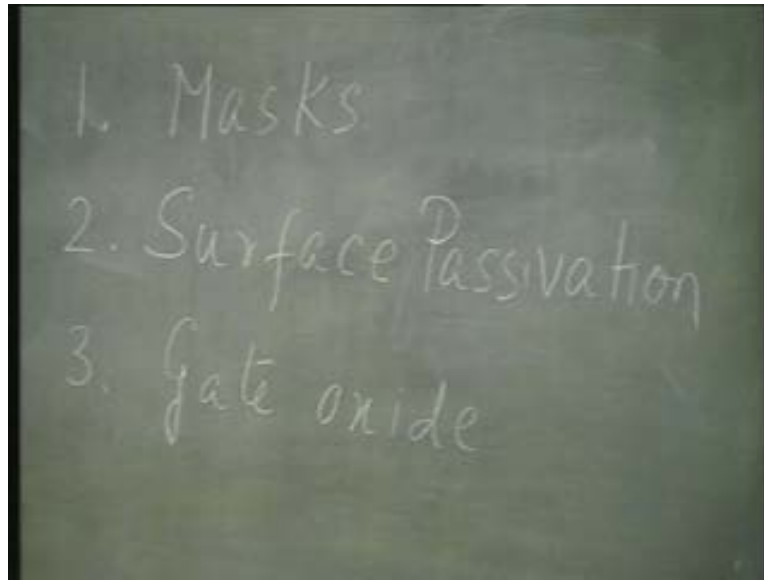 1. Masks
2. Surface Passivation
3. Gate oxide